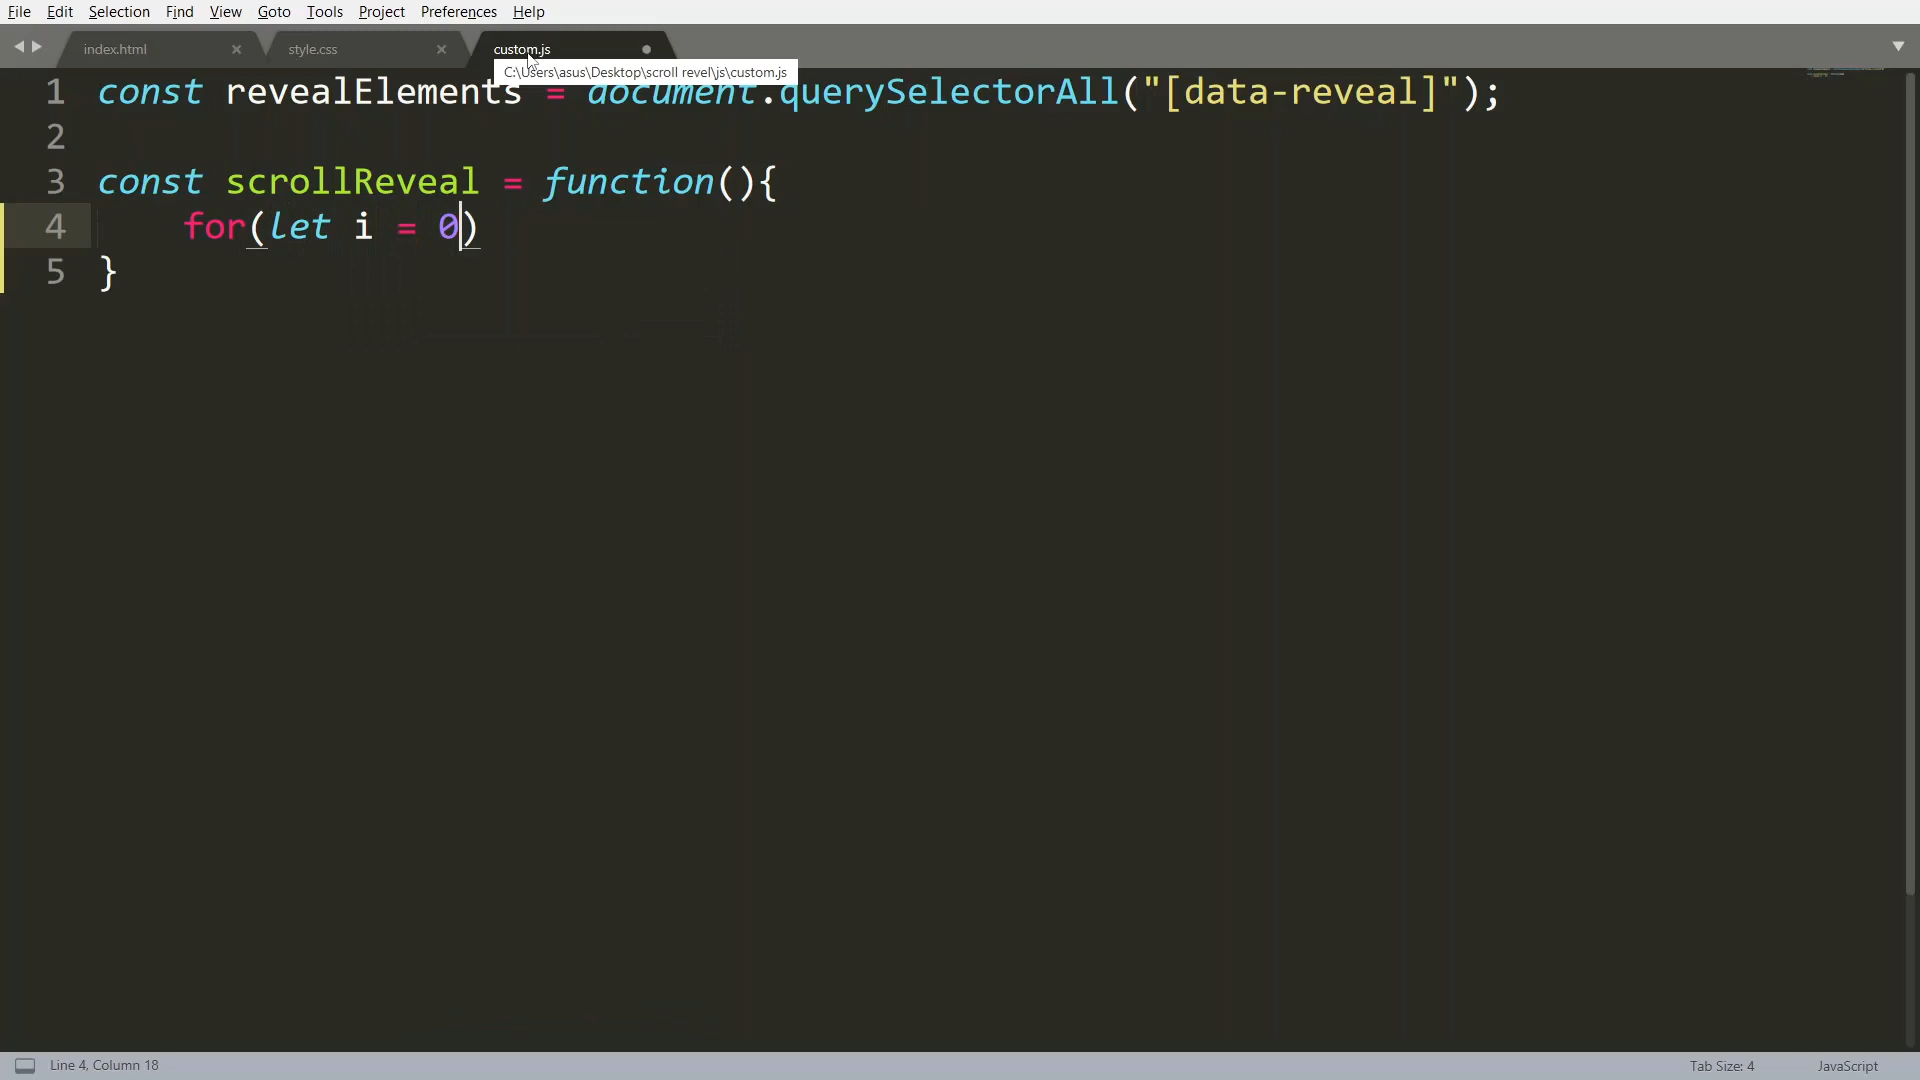 File Edit Selection Find View Goto Tools Project Preferences Help
index.html × style.css × custom.js
C:\Users\asus\Desktop\scroll revel\js\custom.js
1 const revealElements = document.querySelectorAll("[data-reveal]");
2
3 const scrollReveal = function(){
4 for(let i = 0)
5 }
Line 4, Column 18 Tab Size: 4 JavaScript